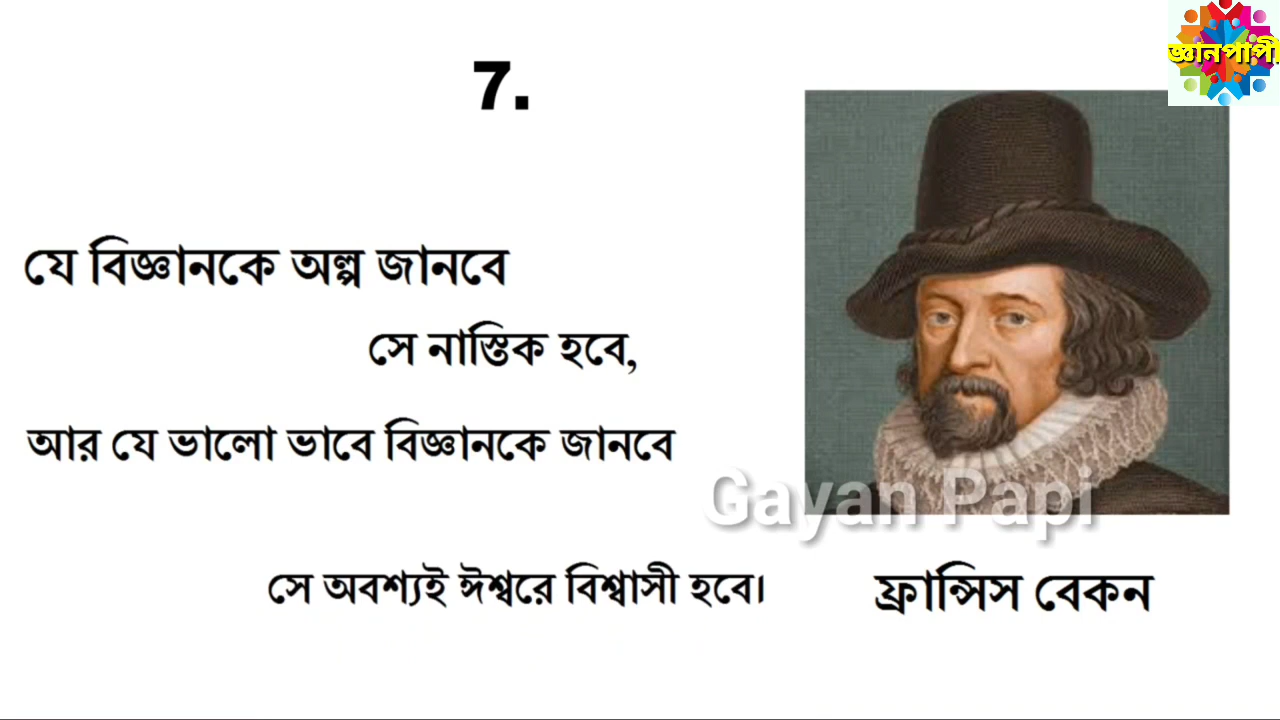 জ্ঞানপাপী
7.
যে বিজ্ঞানকে অল্প জানবে
সে নাস্তিক হবে,
আর যে ভালো ভাবে বিজ্ঞানকে জানবে
সে অবশ্যই ঈশ্বরে বিশ্বাসী হবে।
Gayan Papi
ফ্রান্সিস বেকন